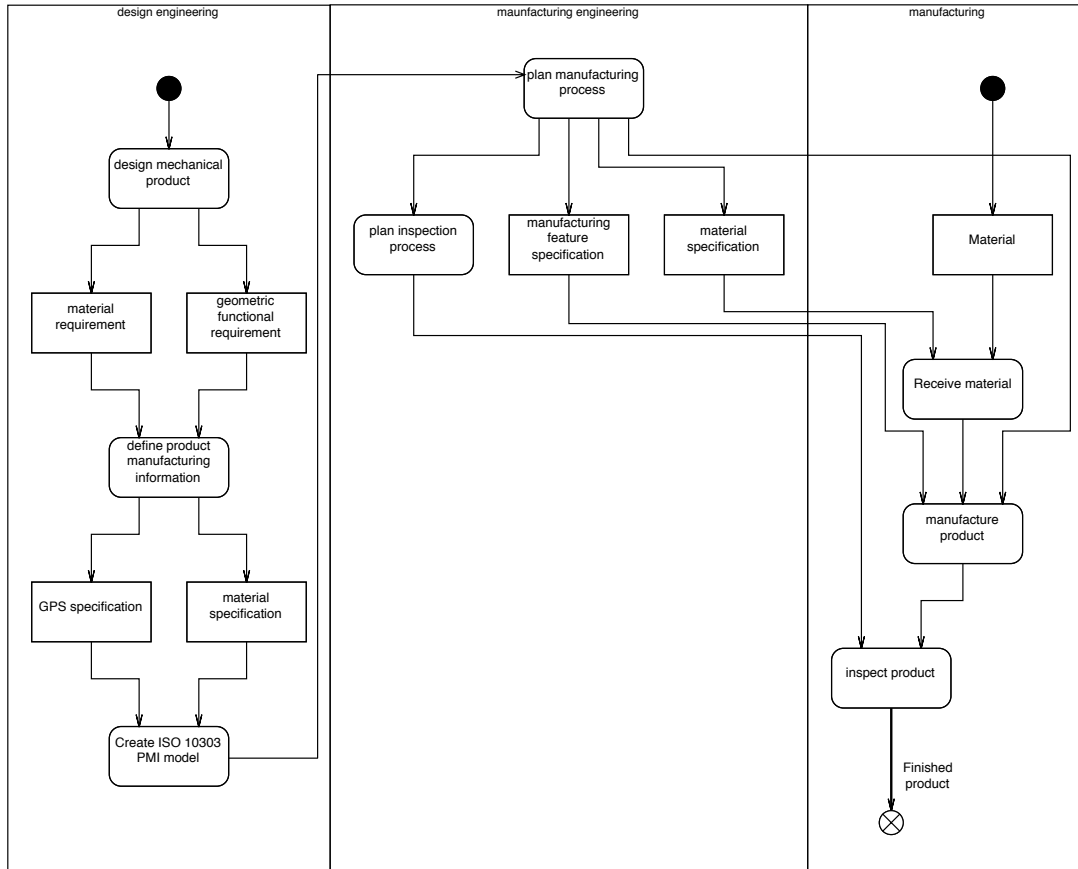 design engineering
design mechanical
product
material
requirement
geometric
functional
requirement
define product
manufacturing
information
GPS specification
material
specification
Create ISO 10303
PMI model
maunfacturing engineering
plan manufacturing
process
plan inspection
process
manufacturing
feature
specification
material
specification
manufacturing
Material
Receive material
manufacture
product
inspect product
Finished
product